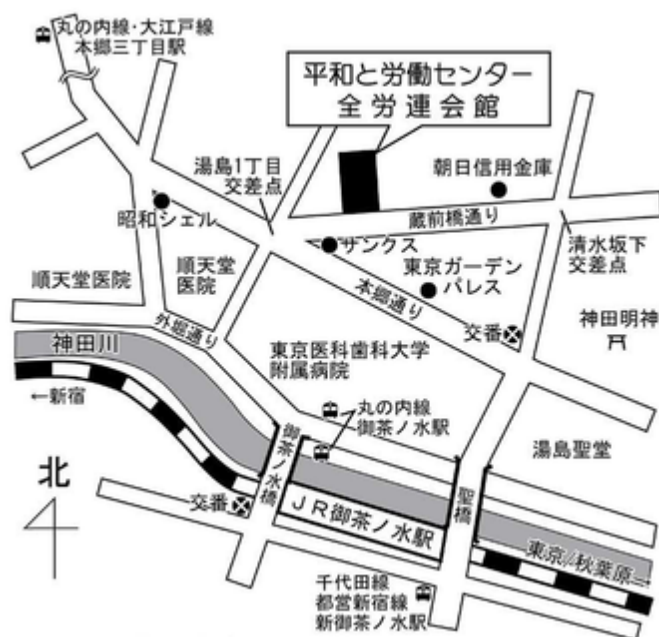 丸の内線・大江戸線
本郷三丁目駅
平和と労働センター
全労連会館
湯島1丁目
交差点
朝日信用金庫
昭和シェル
蔵前橋通り
サンクス
清水坂下
交差点
順天堂医院
順天堂
医院
東京ガーデン
パレス
本郷通り
外堀通り
交番
神田明神
神田川
東京医科歯科大学
附属病院
←新宿
丸の内線
御茶ノ水駅
湯島聖堂
御茶ノ水橋
聖橋
北
交番
JR御茶ノ水駅
東京/秋葉原→
千代田線
都営新宿線
新御茶ノ水駅